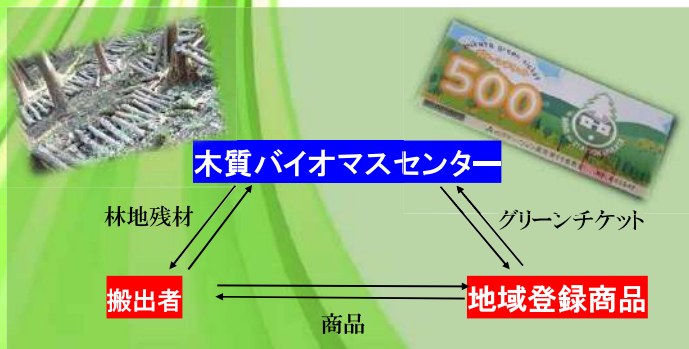 500
木質バイオマスセンター
林地残材
グリーンチケット
搬出者
地域登録商品
商品